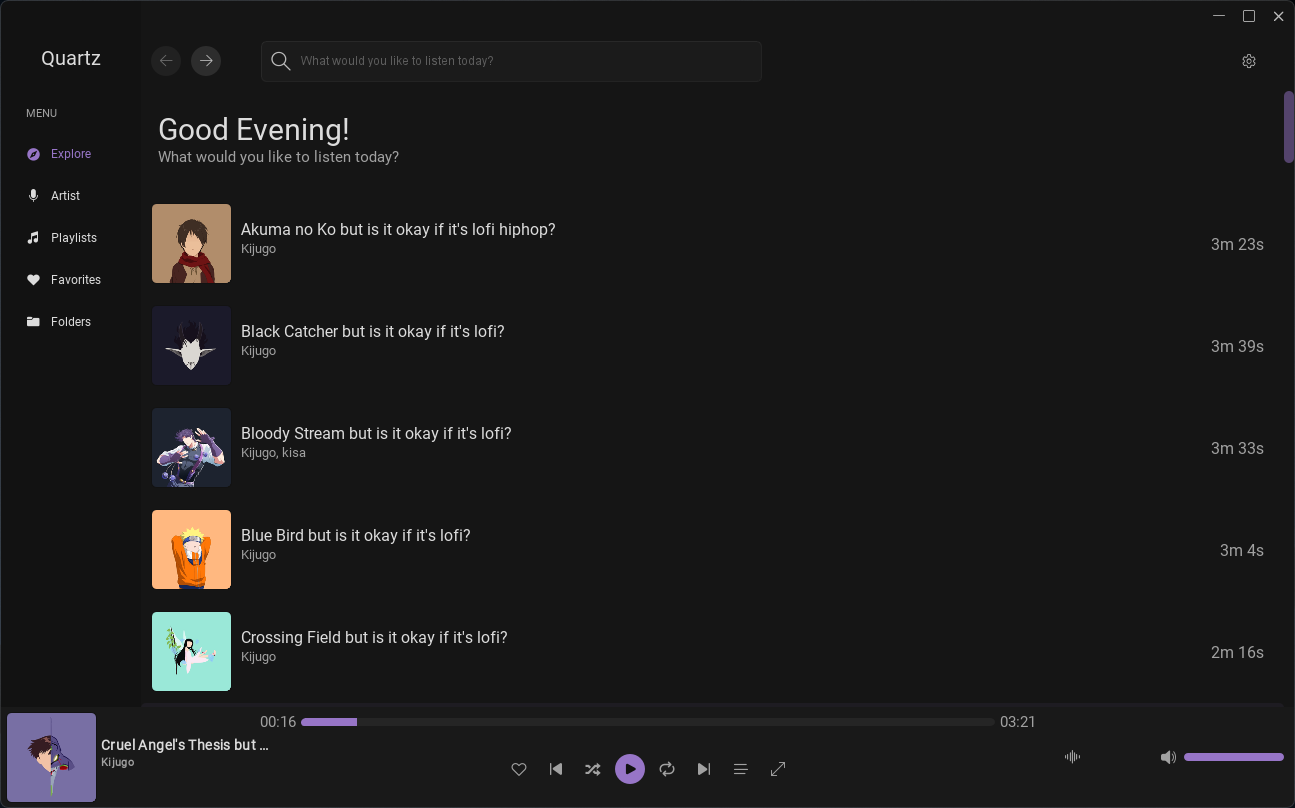 Quartz
What would you like to listen today?
MENU
Explore
Artist
Playlists
Favorites
Folders
Good Evening!
What would you like to listen today?
Akuma no Ko but is it okay if it's lofi hiphop?
Kijugo
3m 23s
Black Catcher but is it okay if it's lofi?
Kijugo
3m 39s
Bloody Stream but is it okay if it's lofi?
Kijugo, kisa
3m 33s
Blue Bird but is it okay if it's lofi?
Kijugo
3m 4s
Crossing Field but is it okay if it's lofi?
Kijugo
2m 16s
00:16
03:21
Cruel Angel's Thesis but ...
Kijugo